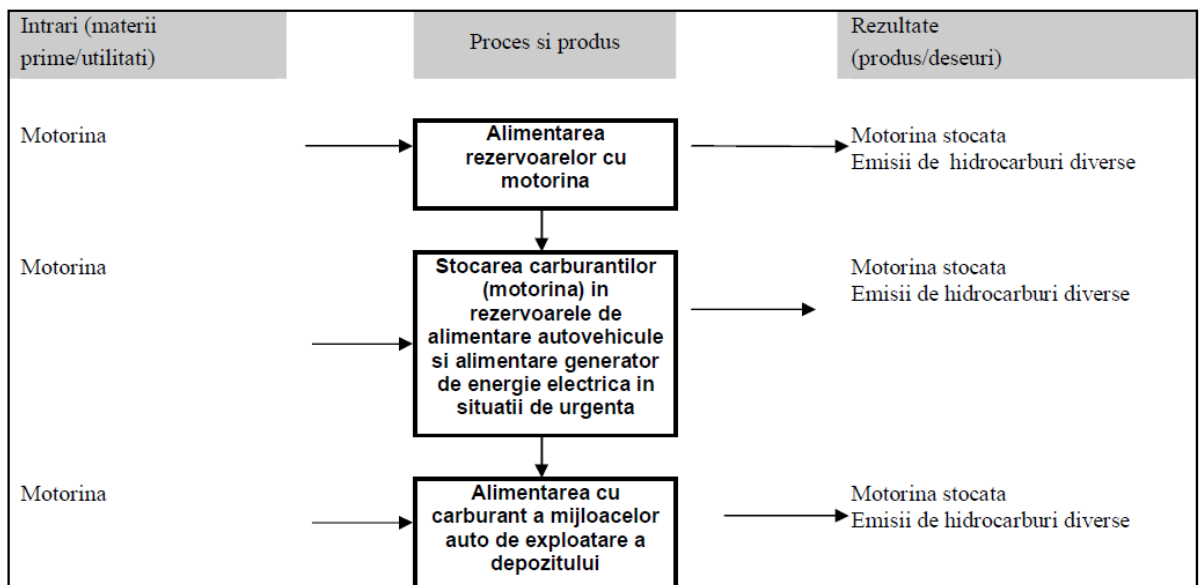 Intrari (materii
prime/utilitati)
Proces si produs
Rezultate
(produs/deseuri)
Motorina
Alimentarea
rezervoarelor cu
motorina
Motorina stocata
Emisii de hidrocarburi diverse
Motorina
Stocarea carburantilor
(motorina) in
rezervoarele de
alimentare autovehicule
si alimentare generator
de energie electrica in
situatii de urgenta
Motorina stocata
Emisii de hidrocarburi diverse
Motorina
Alimentarea cu
carburant a mijloacelor
auto de exploatare a
depozitului
Motorina stocata
Emisii de hidrocarburi diverse